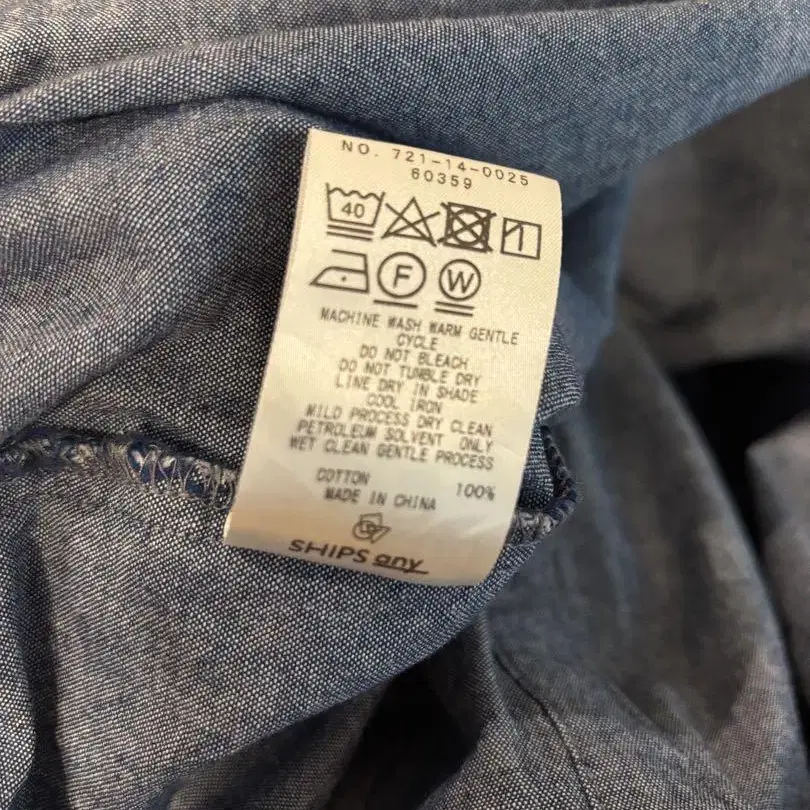 NO. 721-14-0025
60359
40
F W
MACHINE WASH WARM GENTLE
CYCLE
DO NOT BLEACH
DO NOT TUMBLE DRY
LINE DRY IN SHADE
COOL IRON
MILD PROCESS DRY CLEAN
PETROLEUM SOLVENT ONLY
WET CLEAN GENTLE PROCESS
COTTON 100%
MADE IN CHINA
SHIPS any